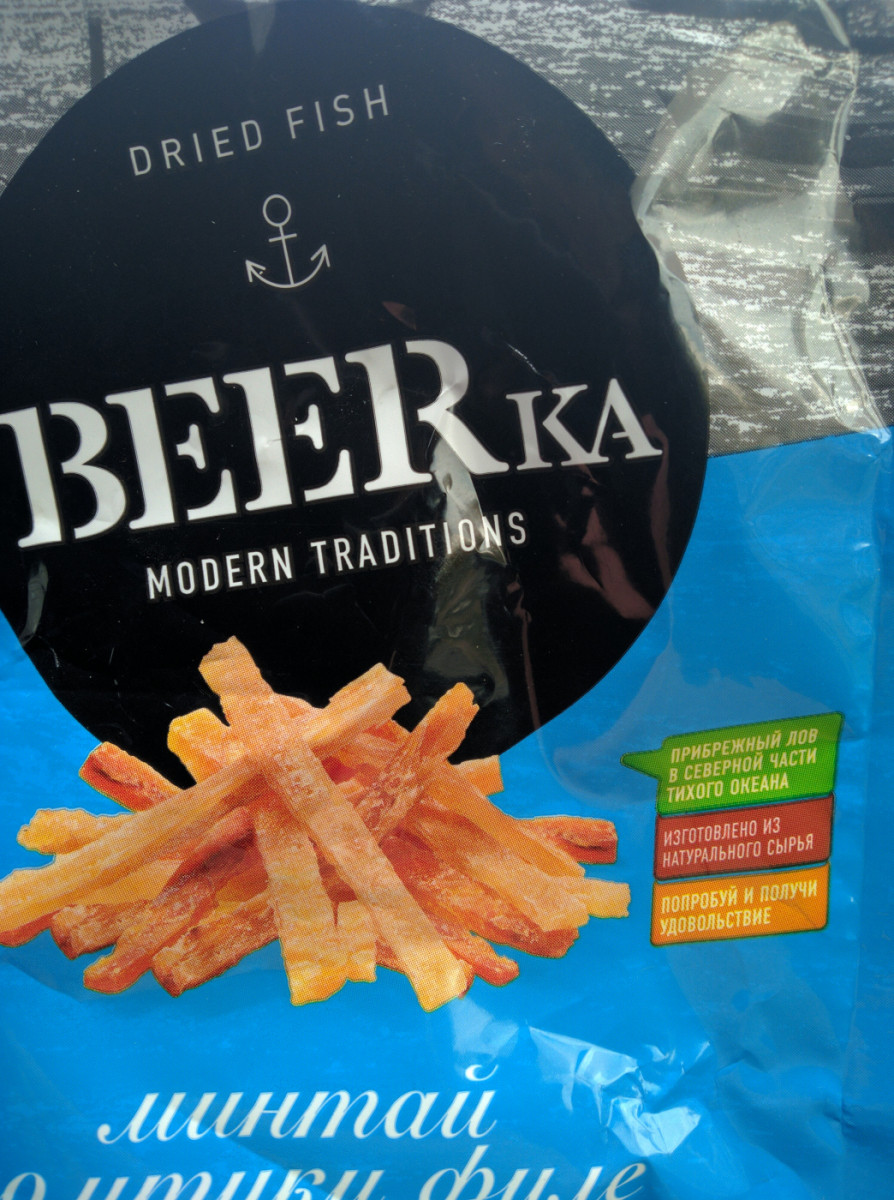 DRIED FISH
BEERKA
MODERN TRADITIONS
ПРИБРЕЖНЫЙ ЛОВ
В СЕВЕРНОЙ ЧАСТИ
ТИХОГО ОКЕАНА
ИЗГОТОВЛЕНО ИЗ
НАТУРАЛЬНОГО СЫРЬЯ
ПОПРОБУЙ И ПОЛУЧИ
УДОВОЛЬСТВИЕ
минтай
филе